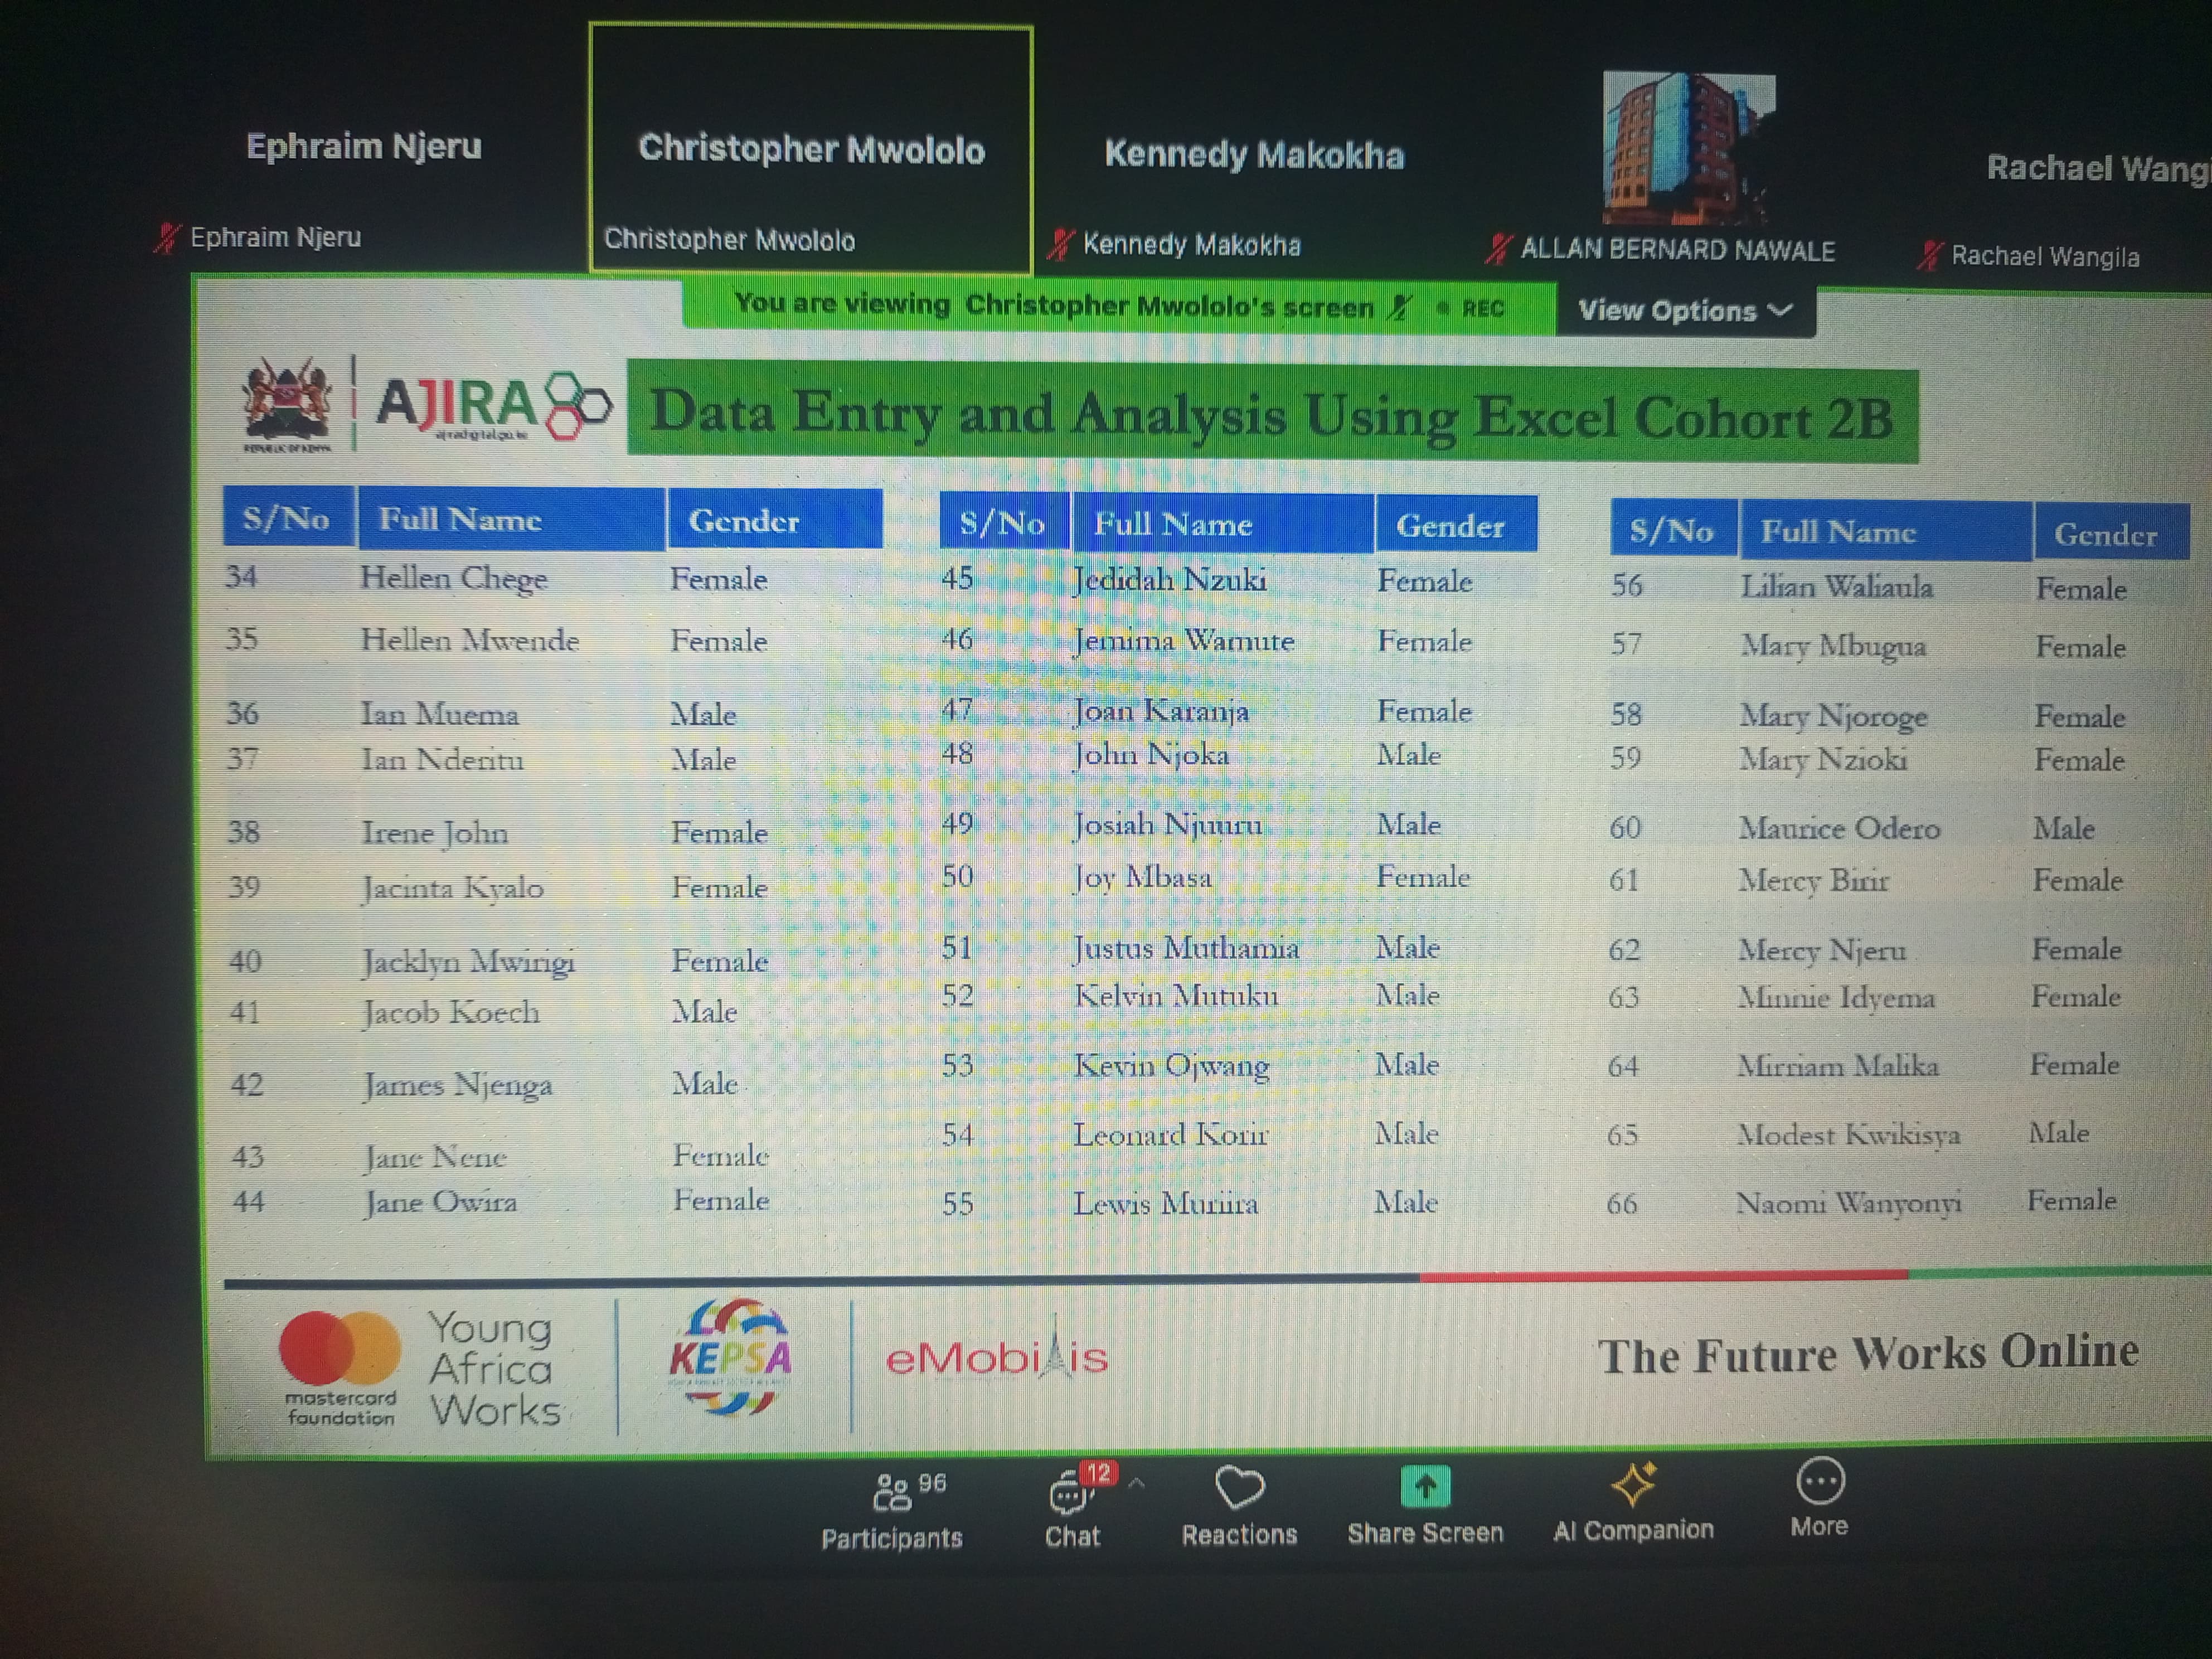 Ephraim Njeru
Christopher Mwololo
Kennedy Makokha
Rachael Wangi
Ephraim Njeru
Christopher Mwololo
Kennedy Makokha
ALLAN BERNARD NAWALE
Rachael Wangila
You are viewing Christopher Mwololo's screen REC View Options
REPUBLIC OF KENYA
AJIRA
ajiradigital.go.ke
Data Entry and Analysis Using Excel Cohort 2B
S/No Full Name Gender
34 Hellen Chege Female
35 Hellen Mwende Female
36 Ian Muema Male
37 Ian Nderitu Male
38 Irene John Female
39 Jacinta Kyalo Female
40 Jacklyn Mwirigi Female
41 Jacob Koech Male
42 James Njenga Male
43 Jane Nene Female
44 Jane Owira Female
S/No Full Name Gender
45 Jedidah Nzuki Female
46 Jemima Wamute Female
47 Joan Karanja Female
48 John Njoka Male
49 Josiah Njuuru Male
50 Joy Mbasa Female
51 Justus Muthamia Male
52 Kelvin Mutuku Male
53 Kevin Ojwang Male
54 Leonard Korir Male
55 Lewis Muriira Male
S/No Full Name Gender
56 Lilian Waliaula Female
57 Mary Mbugua Female
58 Mary Njoroge Female
59 Mary Nzioki Female
60 Maurice Odero Male
61 Mercy Birir Female
62 Mercy Njeru Female
63 Minnie Idyema Female
64 Mirriam Malika Female
65 Modest Kwikisya Male
66 Naomi Wanyonyi Female
mastercard
foundation
Young
Africa
Works
KEPSA
eMobilis
The Future Works Online
96
Participants
12
Chat
Reactions
Share Screen
AI Companion
More